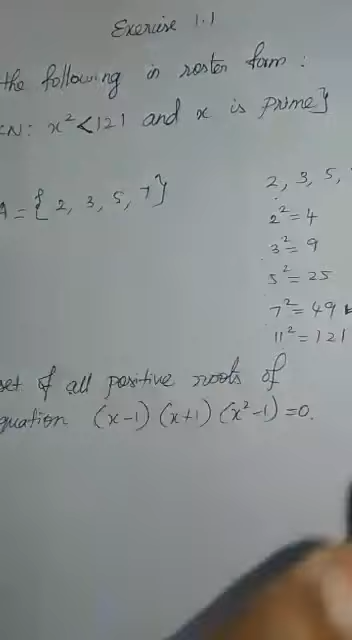 Exercise 1.1
the following in roster form :
∈N: x² < 121 and x is prime}
A = { 2, 3, 5, 7 }
2, 3, 5,
2² = 4
3² = 9
5² = 25
7² = 49
11² = 121
set of all positive roots of
quation (x-1) (x+1) (x²-1) = 0.